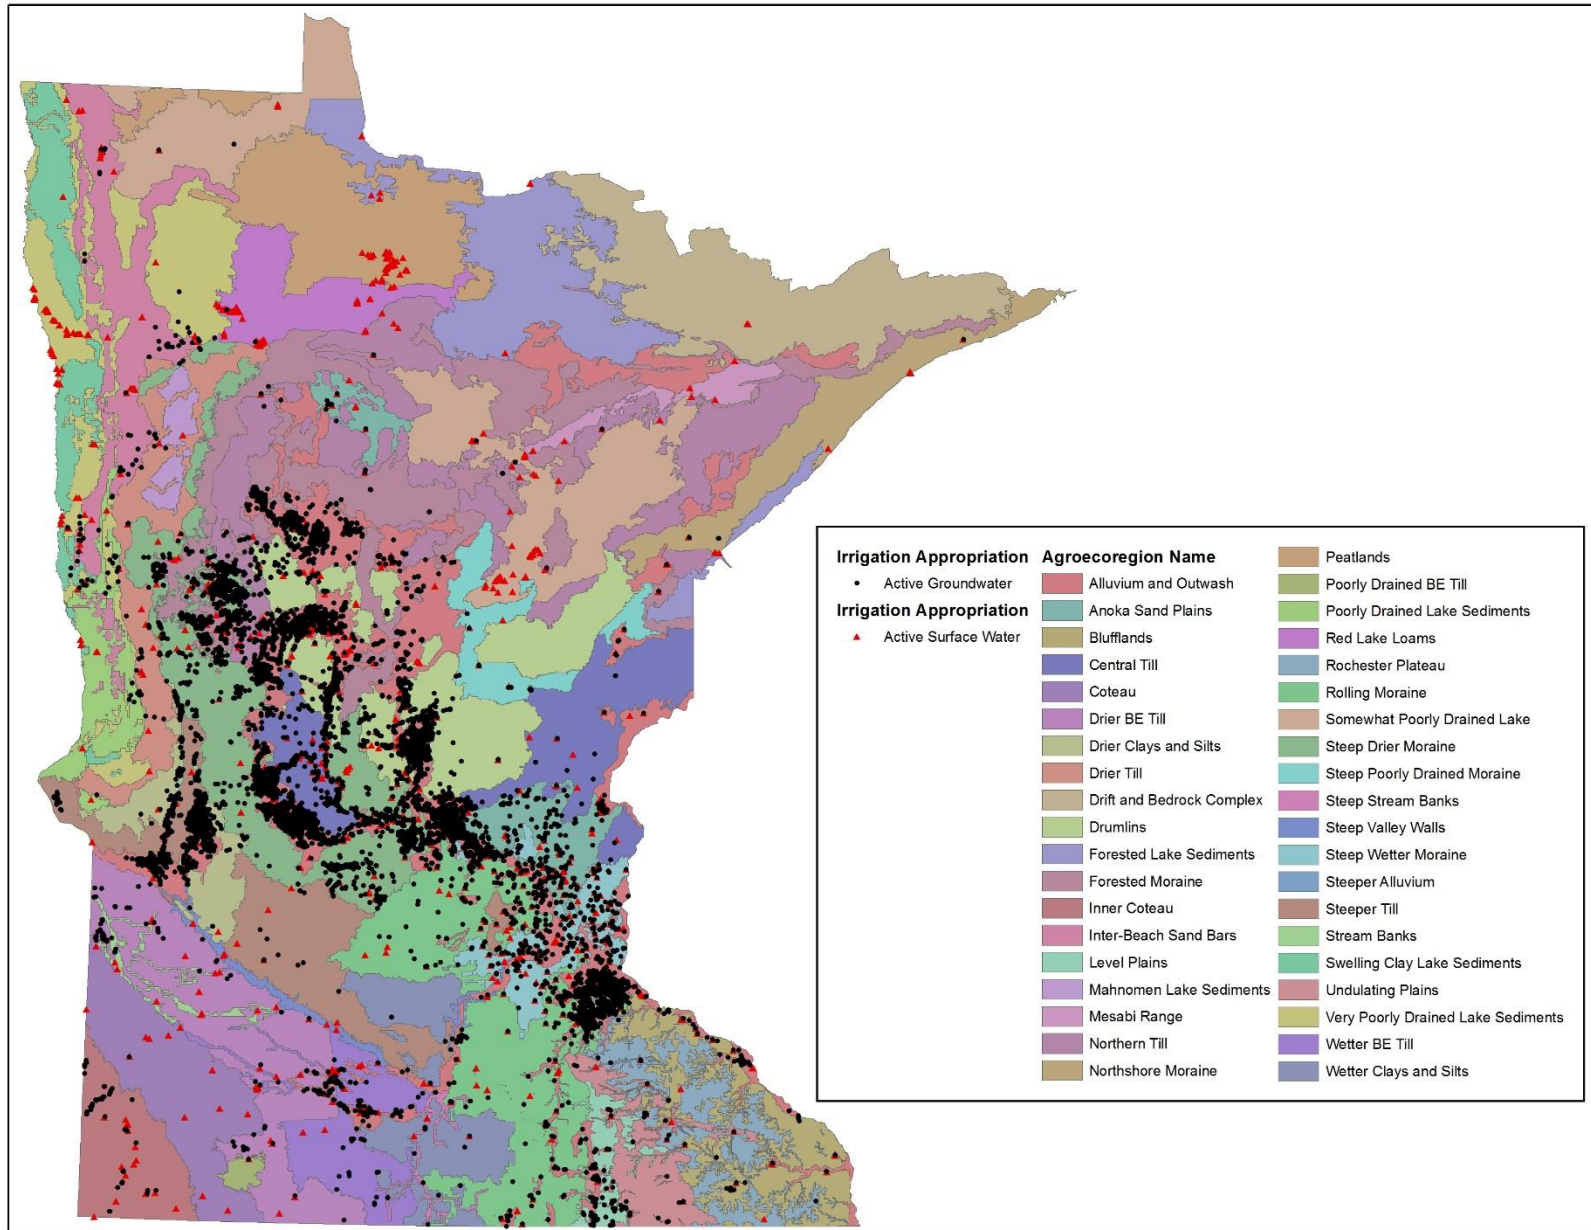 Irrigation Appropriation
Active Groundwater
Irrigation Appropriation
Active Surface Water
Agroecoregion Name
Alluvium and Outwash
Anoka Sand Plains
Blufflands
Central Till
Coteau
Drier BE Till
Drier Clays and Silts
Drier Till
Drift and Bedrock Complex
Drumlins
Forested Lake Sediments
Forested Moraine
Inner Coteau
Inter-Beach Sand Bars
Level Plains
Mahnomen Lake Sediments
Mesabi Range
Northern Till
Northshore Moraine
Peatlands
Poorly Drained BE Till
Poorly Drained Lake Sediments
Red Lake Loams
Rochester Plateau
Rolling Moraine
Somewhat Poorly Drained Lake
Steep Drier Moraine
Steep Poorly Drained Moraine
Steep Stream Banks
Steep Valley Walls
Steep Wetter Moraine
Steeper Alluvium
Steeper Till
Stream Banks
Swelling Clay Lake Sediments
Undulating Plains
Very Poorly Drained Lake Sediments
Wetter BE Till
Wetter Clays and Silts